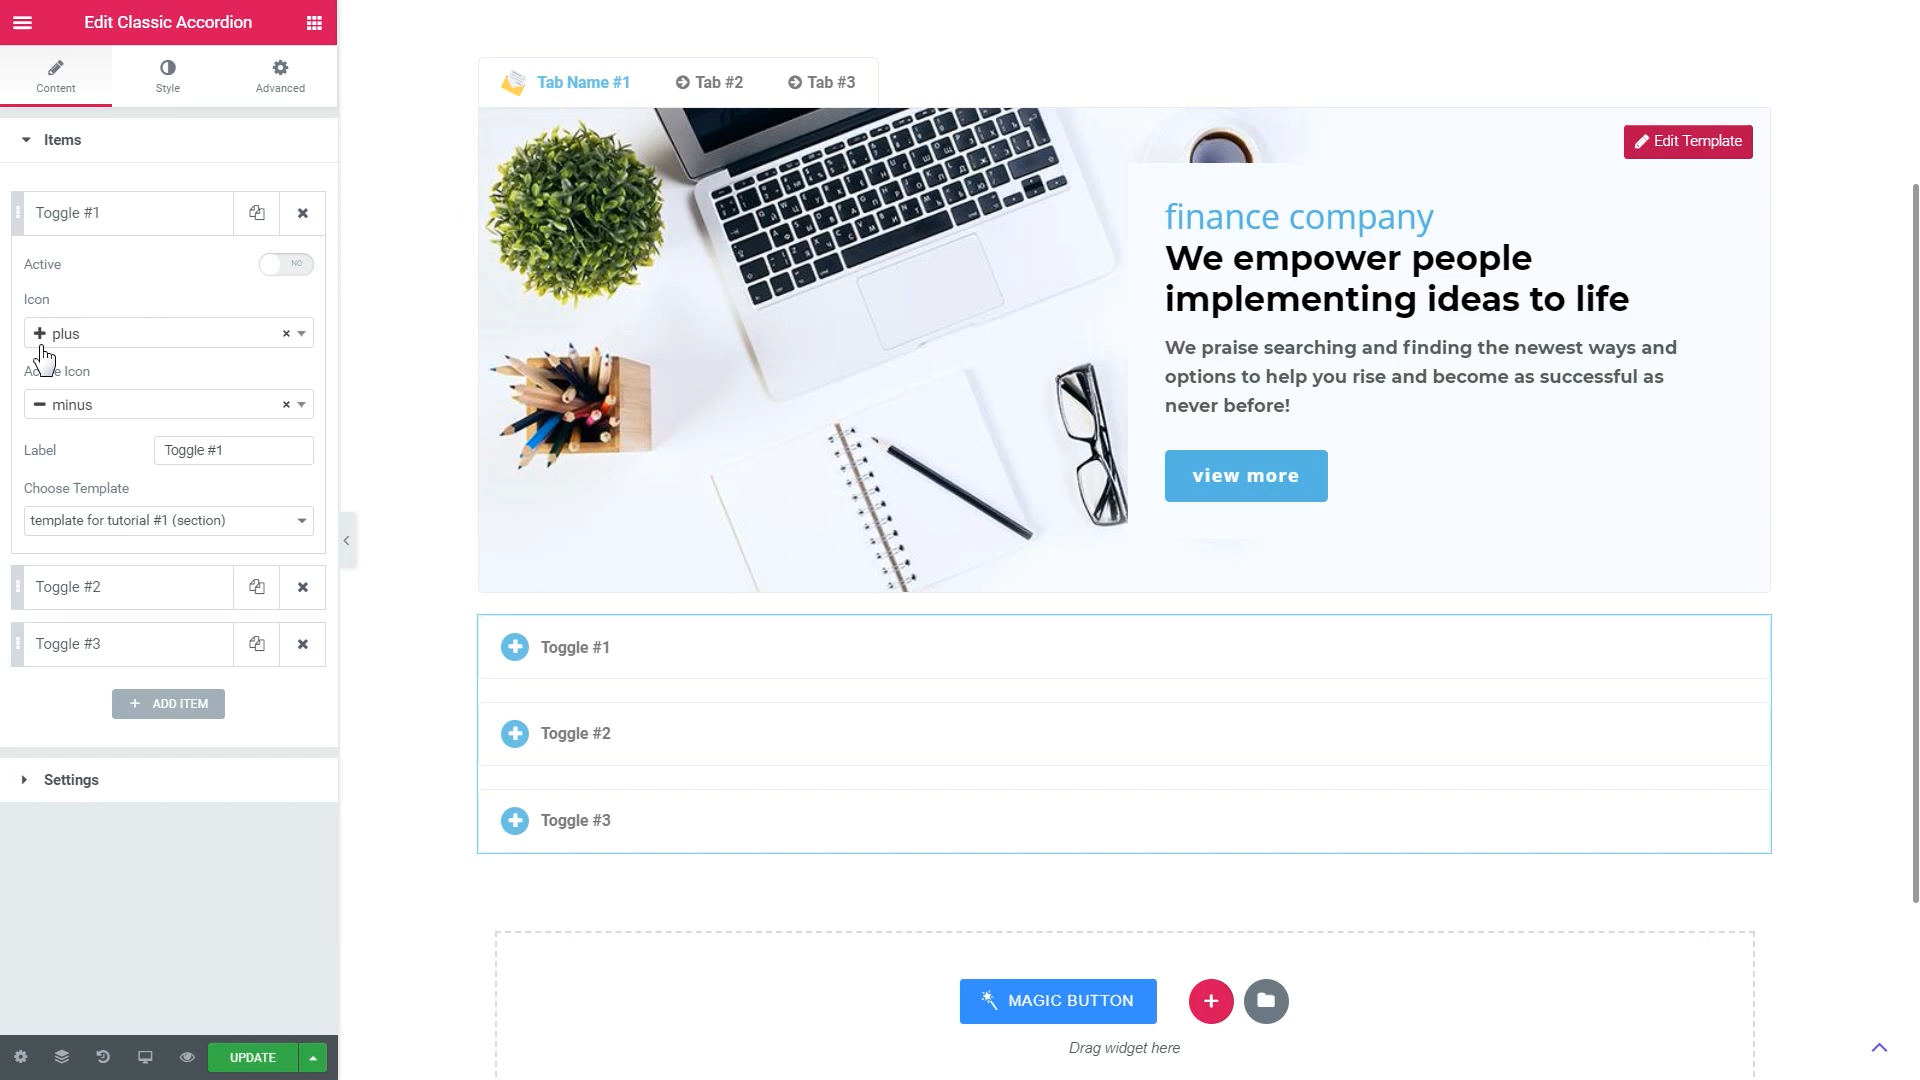 Edit Classic Accordion
Content
Style
Advanced
Items
Toggle #1
Active
NO
Icon
plus
Active Icon
minus
Label
Toggle #1
Choose Template
template for tutorial #1 (section)
Toggle #2
Toggle #3
ADD ITEM
Settings
UPDATE
Tab Name #1
Tab #2
Tab #3
Edit Template
finance company
We empower people
implementing ideas to life
We praise searching and finding the newest ways and
options to help you rise and become as successful as
never before!
view more
Toggle #1
Toggle #2
Toggle #3
MAGIC BUTTON
Drag widget here